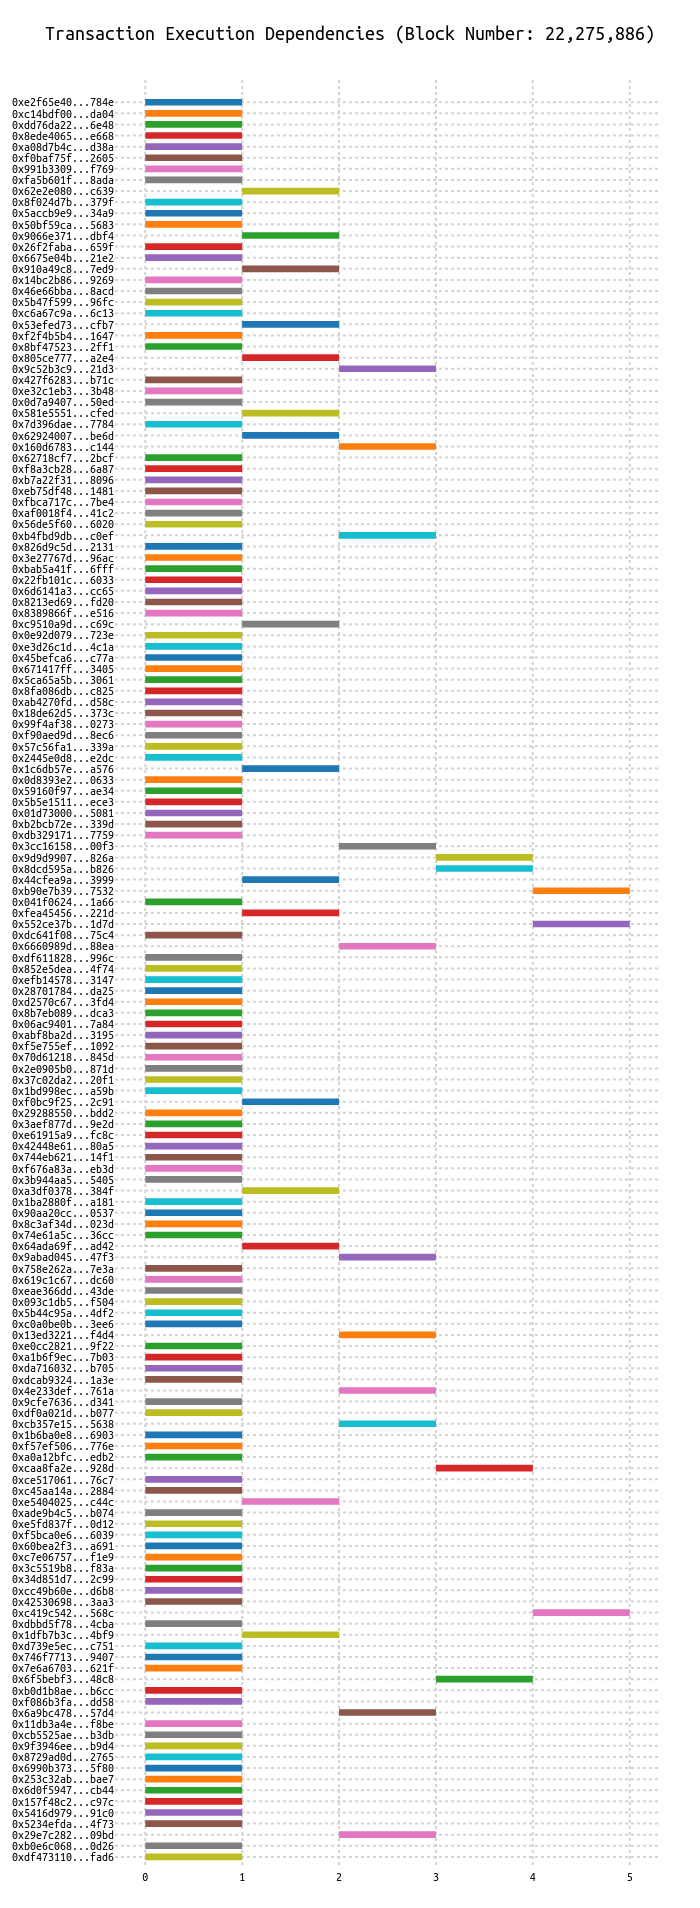 Transaction Execution Dependencies (Block Number: 22,275,886)
0xe2f65e40...784e
0xc14bdf00...da04
0xdd76da22...6e48
0x8ede4065...e668
0xa08d7b4c...d38a
0xf0baf75f...2605
0x991b3309...f769
0xfa5b601f...8ada
0x62e2e080...c639
0x8f024d7b...379f
0x5accb9e9...34a9
0x50bf59ca...5683
0x9066e371...dbf4
0x26f2faba...659f
0x6675e04b...21e2
0x910a49c8...7ed9
0x14bc2b86...9269
0x46e66bba...8acd
0x5b47f599...96fc
0xc6a67c9a...6c13
0x53efed73...cfb7
0xf2f4b5b4...1647
0x8bf47523...2ff1
0x805ce777...a2e4
0x9c52b3c9...21d3
0x427f6283...b71c
0xe32c1eb3...3b48
0x0d7a9407...50ed
0x581e5551...cfed
0x7d396dae...7784
0x62924007...be6d
0x160d6783...c144
0x62718cf7...2bcf
0xf8a3cb28...6a87
0xb7a22f31...8096
0xeb75df48...1481
0xfbca717c...7be4
0xaf0018f4...41c2
0x56de5f60...6020
0xb4fbd9db...c0ef
0x826d9c5d...2131
0x3e27767d...96ac
0xbab5a41f...6fff
0x22fb101c...6033
0x6d6141a3...cc65
0x8213ed69...fd20
0x8389866f...e516
0xc9510a9d...c69c
0x0e92d079...723e
0xe3d26c1d...4c1a
0x45befca6...c77a
0x671417ff...3405
0x5ca65a5b...3061
0x8fa086db...c825
0xab4270fd...d58c
0x18de62d5...373c
0x99f4af38...0273
0xf90aed9d...8ec6
0x57c56fa1...339a
0x2445e0d8...e2dc
0x1c6db57e...a576
0x0d8393e2...0633
0x59160f97...ae34
0x5b5e1511...ece3
0x01d73000...5081
0xb2bcb72e...339d
0xdb329171...7759
0x3cc16158...00f3
0x9d9d9907...826a
0x8dcd595a...b826
0x44cfea9a...3999
0xb90e7b39...7532
0x041f0624...1a66
0xfea45456...221d
0x552ce37b...1d7d
0xdc641f08...75c4
0x6660989d...88ea
0xdf611828...996c
0x852e5dea...4f74
0xefb14578...3147
0x28701784...da25
0xd2570c67...3fd4
0x8b7eb089...dca3
0x06ac9401...7a84
0xabf8ba2d...3195
0xf5e755ef...1092
0x70d61218...845d
0x2e0905b0...871d
0x37c02da2...20f1
0x1bd998ec...a59b
0xf0bc9f25...2c91
0x29288550...bdd2
0x3aef877d...9e2d
0xe61915a9...fc8c
0x42448e61...80a5
0x744eb621...14f1
0xf676a83a...eb3d
0x3b944aa5...5405
0xa3df0378...384f
0x1ba2880f...a181
0x90aa20cc...0537
0x8c3af34d...023d
0x74e61a5c...36cc
0x64ada69f...ad42
0x9abad045...47f3
0x758e262a...7e3a
0x619c1c67...dc60
0xeae366dd...43de
0x093c1db5...f504
0x5b44c95a...4df2
0xc0a0be0b...3ee6
0x13ed3221...f4d4
0xe0cc2821...9f22
0xa1b6f9ec...7b03
0xda716032...b705
0xdcab9324...1a3e
0x4e233def...761a
0x9cfe7636...d341
0xdf0a021d...b077
0xcb357e15...5638
0x1b6ba0e8...6903
0xf57ef506...776e
0xa0a12bfc...edb2
0xcaa8fa2e...928d
0xce517061...76c7
0xc45aa14a...2884
0xe5404025...c44c
0xade9b4c5...b074
0xe5fd837f...0d12
0xf5bca0e6...6039
0x60bea2f3...a691
0xc7e06757...f1e9
0x3c5519b8...f83a
0x34d851d7...2c99
0xcc49b60e...d6b8
0x42530698...3aa3
0xc419c542...568c
0xdbbd5f78...4cba
0x1dfb7b3c...4bf9
0xd739e5ec...c751
0x746f7713...9407
0x7e6a6703...621f
0x6f5bebf3...48c8
0xb0d1b8ae...b6cc
0xf086b3fa...dd58
0x6a9bc478...57d4
0x11db3a4e...f8be
0xcb5525ae...b3db
0x9f3946ee...b9d4
0x8729ad0d...2765
0x6990b373...5f80
0x253c32ab...bae7
0x6d0f5947...cb44
0x157f48c2...c97c
0x5416d979...91c0
0x5234efda...4f73
0x29e7c282...09bd
0xb0e6c068...0d26
0xdf473110...fad6
0 1 2 3 4 5